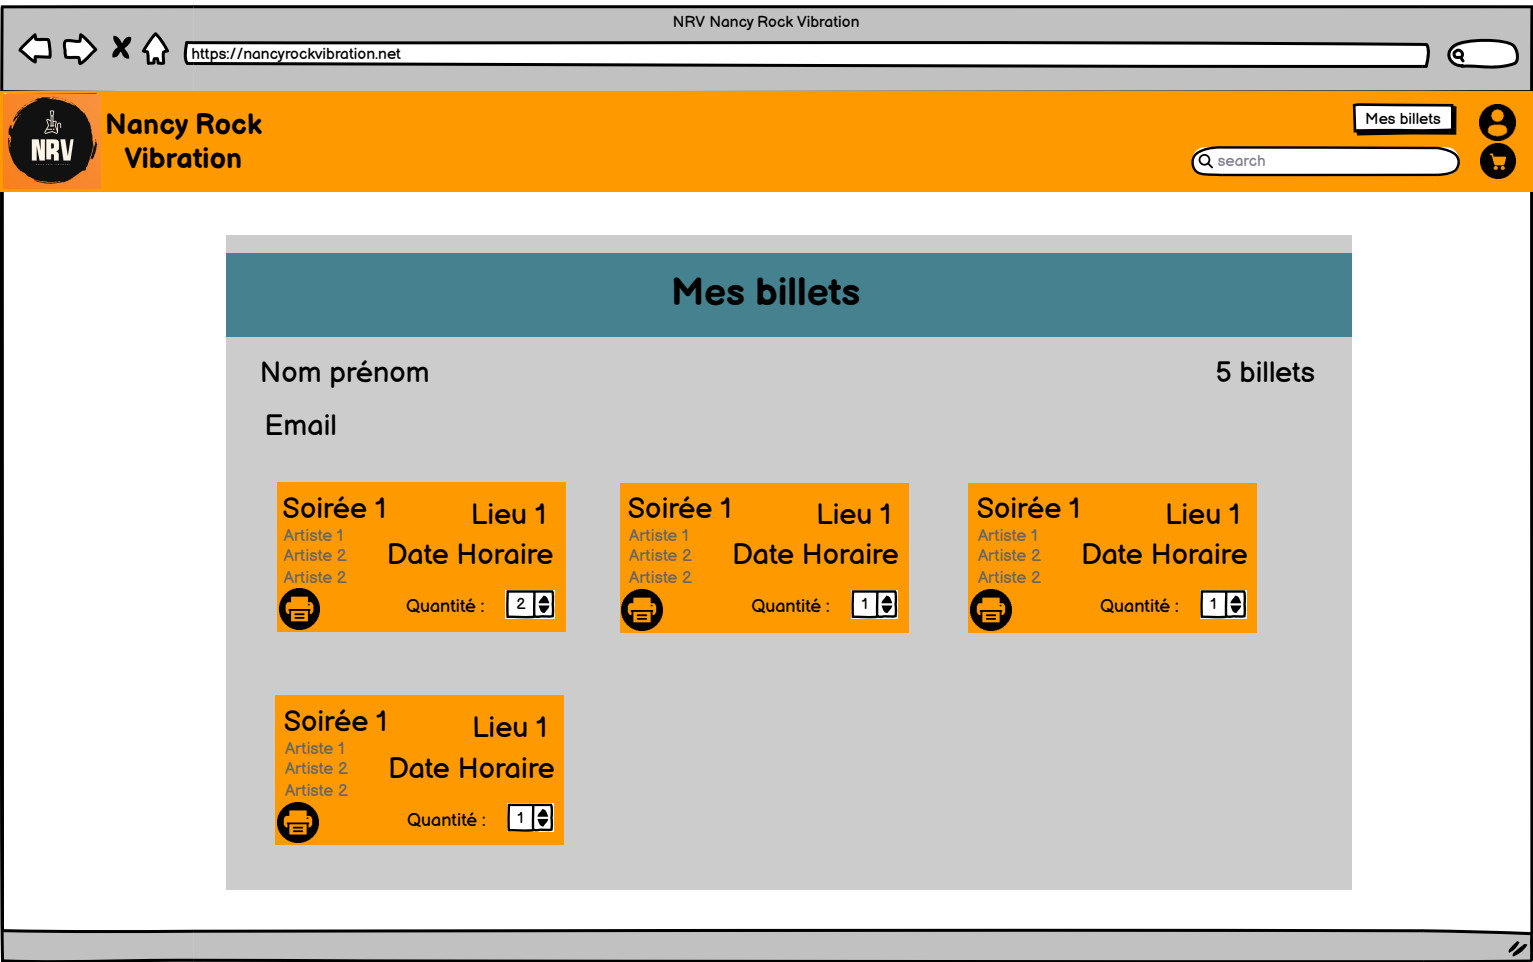 NRV Nancy Rock Vibration
https://nancyrockvibration.net
NRV
Nancy Rock
Vibration
Mes billets
search
Mes billets
Nom prénom
5 billets
Email
Soirée 1
Lieu 1
Artiste 1
Artiste 2
Date Horaire
Artiste 2
Quantité :
2
Soirée 1
Lieu 1
Artiste 1
Artiste 2
Date Horaire
Artiste 2
Quantité :
1
Soirée 1
Lieu 1
Artiste 1
Artiste 2
Date Horaire
Artiste 2
Quantité :
1
Soirée 1
Lieu 1
Artiste 1
Artiste 2
Date Horaire
Artiste 2
Quantité :
1